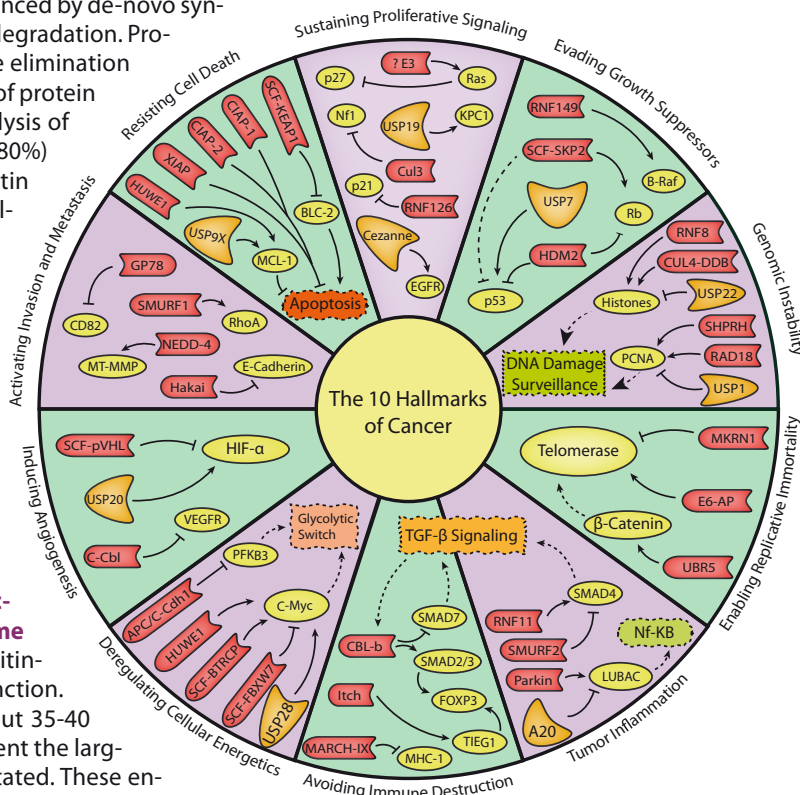 nced by de-novo syn-
degradation. Pro-
e elimination
of protein
lysis of
80%)
tin
l-
Sustaining Proliferative Signaling
? E3
p27
Ras
Nf1
USP19
KPC1
Cul3
p21
RNF126
Cezanne
EGFR
Evading Growth Suppressors
RNF149
SCF-SKP2
B-Raf
USP7
Rb
HDM2
p53
Genomic Instability
RNF8
CUL4-DDB
USP22
Histones
SHPRH
PCNA
RAD18
USP1
DNA Damage
Surveillance
Enabling Replicative Immortality
MKRN1
Telomerase
E6-AP
β-Catenin
UBR5
Tumor Inflammation
SMAD4
RNF11
SMURF2
Nf-KB
Parkin
LUBAC
A20
Avoiding Immune Destruction
TGF-β Signaling
SMAD7
CBL-b
SMAD2/3
Itch
FOXP3
TIEG1
MARCH-IX
MHC-1
Deregulating Cellular Energetics
Glycolytic
Switch
PFKB3
APC/C-Cdh1
C-Myc
HUWE1
SCF-BTRCP
SCF-FBXW7
USP28
Inducing Angiogenesis
SCF-pVHL
HIF-α
USP20
VEGFR
C-Cbl
Activating Invasion and Metastasis
GP78
SMURF1
CD82
RhoA
NEDD-4
MT-MMP
E-Cadherin
Hakai
Resisting Cell Death
SCF-KEAP1
CIAP-1
CIAP-2
XIAP
HUWE1
BLC-2
USP9X
MCL-1
Apoptosis
The 10 Hallmarks
of Cancer
z-
me
itin-
nction.
ut 35-40
ent the larg-
tated. These en-